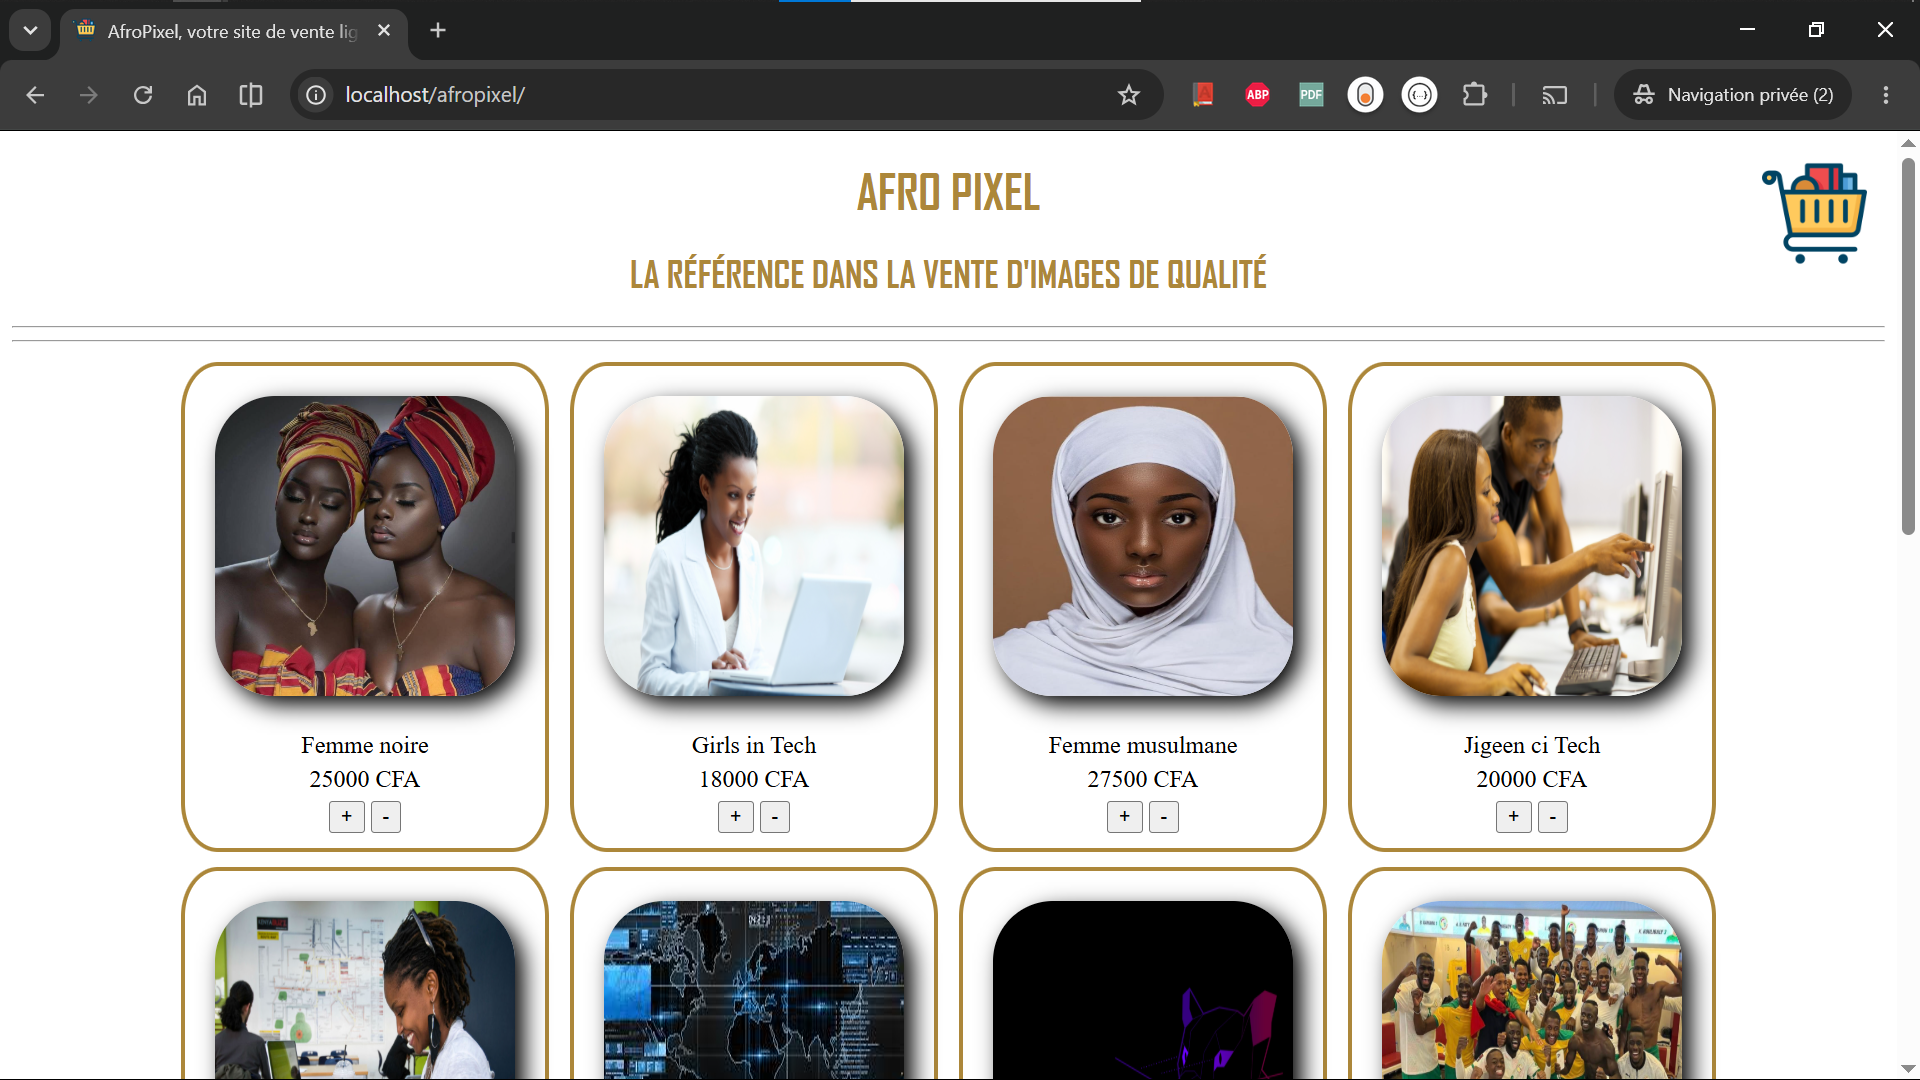 AfroPixel, votre site de vente lig
localhost/afropixel/
ABP
PDF
{...}
Navigation privée (2)
AFRO PIXEL
LA RÉFÉRENCE DANS LA VENTE D'IMAGES DE QUALITÉ
Femme noire
25000 CFA
+ -
Girls in Tech
18000 CFA
+ -
Femme musulmane
27500 CFA
+ -
Jigeen ci Tech
20000 CFA
+ -